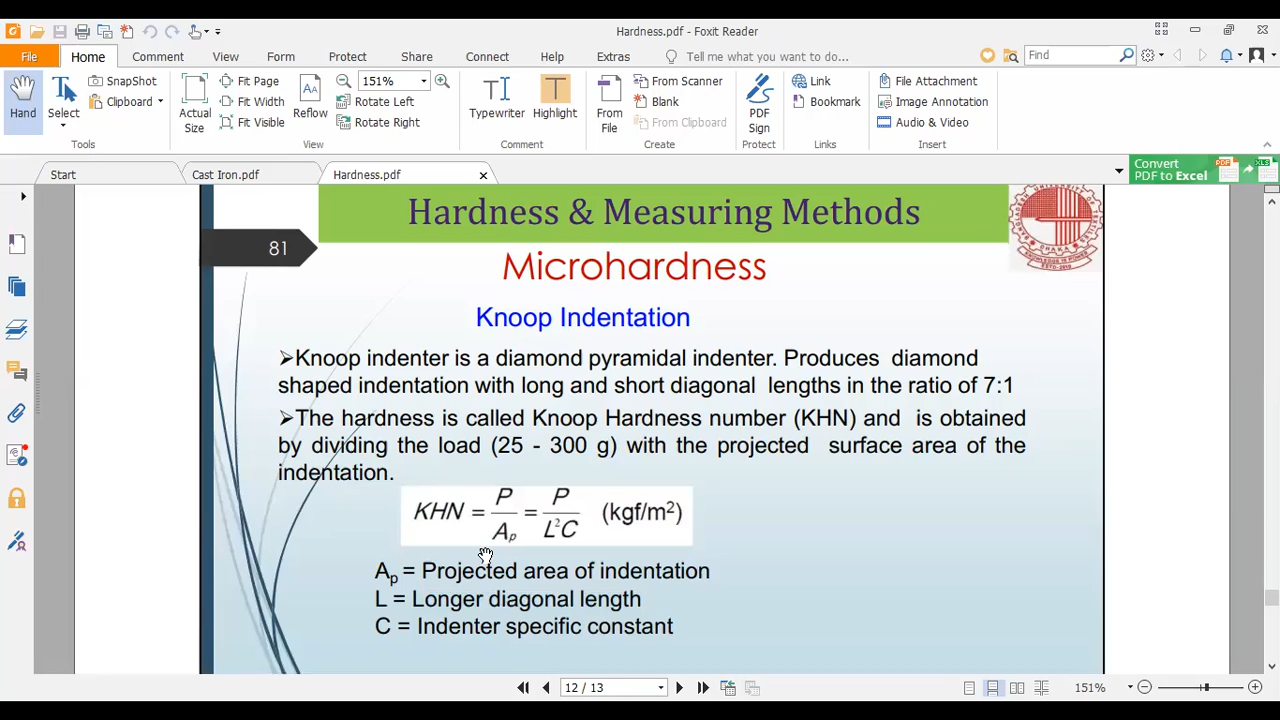 Hardness.pdf - Foxit Reader
File Home Comment View Form Protect Share Connect Help Extras Tell me what you want to do... Find
Hand Select SnapShot Clipboard Actual Size Fit Page Fit Width Fit Visible Reflow 151% Rotate Left Rotate Right Typewriter Highlight From File From Scanner Blank From Clipboard PDF Sign Link Bookmark File Attachment Image Annotation Audio & Video
Tools View Comment Create Protect Links Insert
Start Cast Iron.pdf Hardness.pdf
Convert
PDF to Excel
Hardness & Measuring Methods
81
Microhardness
Knoop Indentation
➢Knoop indenter is a diamond pyramidal indenter. Produces diamond
shaped indentation with long and short diagonal lengths in the ratio of 7:1
➢The hardness is called Knoop Hardness number (KHN) and is obtained
by dividing the load (25 - 300 g) with the projected surface area of the
indentation.
KHN = P/Ap = P/L²C (kgf/m²)
Ap = Projected area of indentation
L = Longer diagonal length
C = Indenter specific constant
12 / 13 151%